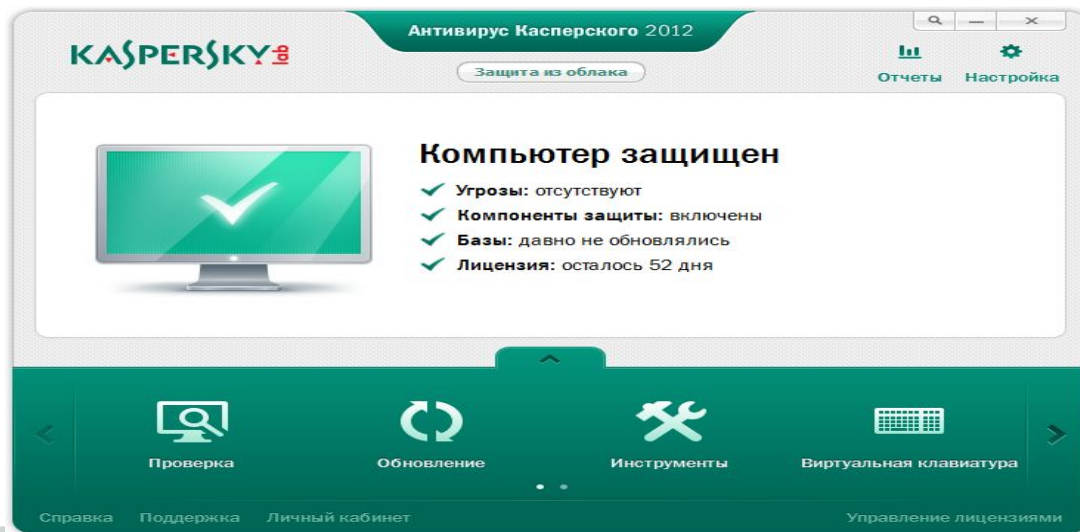 KASPERSKY lab
Антивирус Касперского 2012
Защита из облака
Отчеты
Настройка
Компьютер защищен
Угрозы: отсутствуют
Компоненты защиты: включены
Базы: давно не обновлялись
Лицензия: осталось 52 дня
Проверка
Обновление
Инструменты
Виртуальная клавиатура
Справка
Поддержка
Личный кабинет
Управление лицензиями